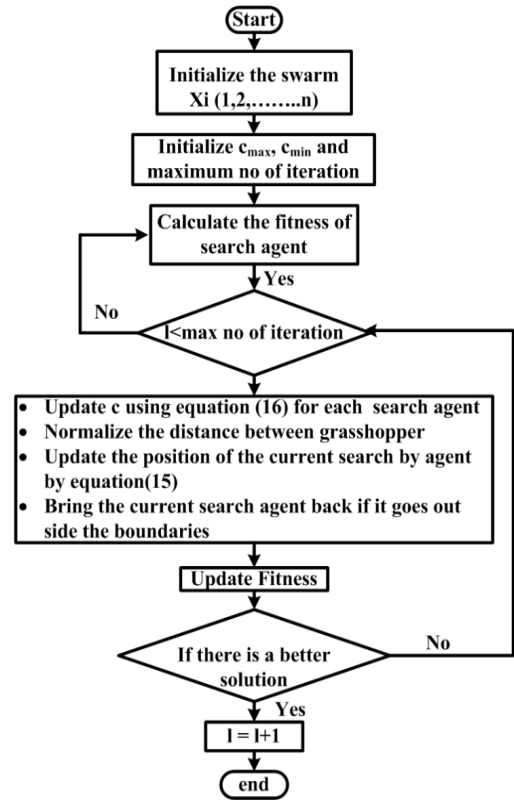 Start
Initialize the swarm
Xi (1,2,……..n)
Initialize cmax, cmin and
maximum no of iteration
Calculate the fitness of
search agent
Yes
No
l<max no of iteration
• Update c using equation (16) for each search agent
• Normalize the distance between grasshopper
• Update the position of the current search by agent
by equation(15)
• Bring the current search agent back if it goes out
side the boundaries
Update Fitness
No
If there is a better
solution
Yes
l = l+1
end